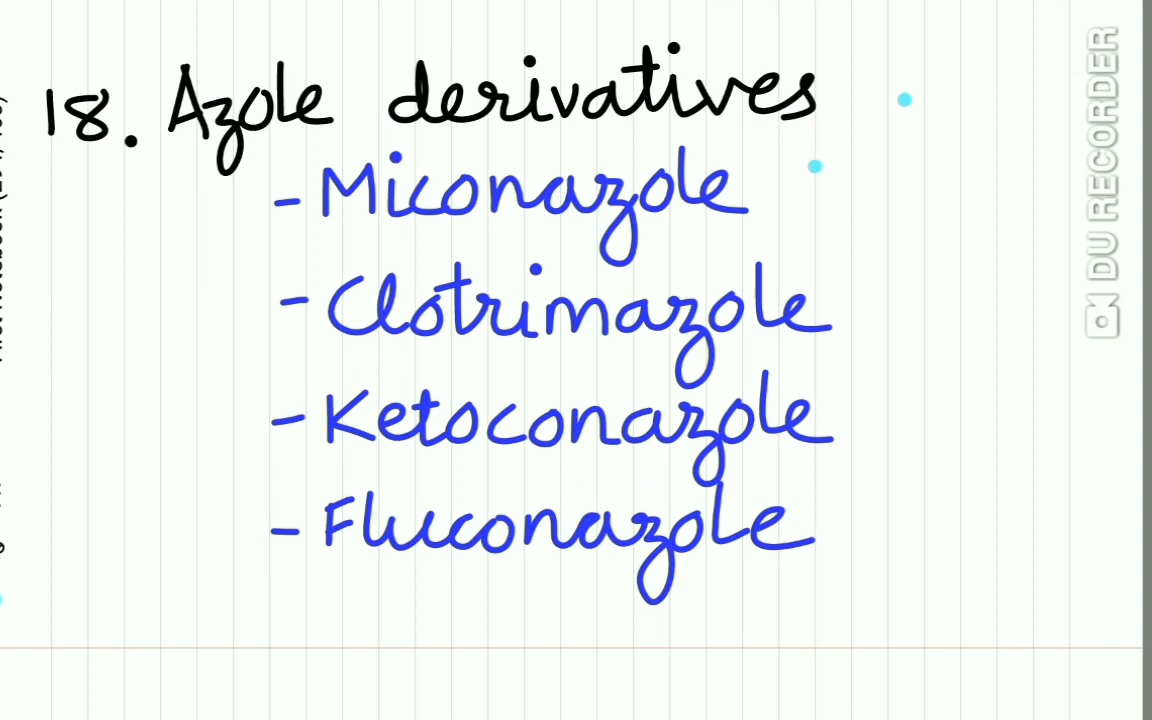 18. Azole derivatives
- Miconazole
- Clotrimazole
- Ketoconazole
- Fluconazole
DU RECORDER